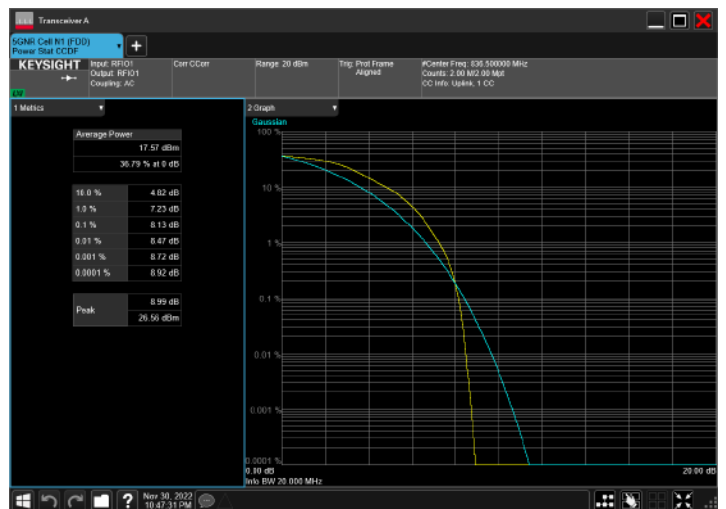 Transceiver A
5GNR Cell N1 (FDD)
Power Stat CCDF
KEYSIGHT
Input: RFIO1
Output: RFIO1
Coupling: AC
Corr CCorr
Range: 20 dBm
Trig: Prot Frame
Aligned
#Center Freq: 836.500000 MHz
Counts: 2.00 M/2.00 Mpt
CC Info: Uplink, 1 CC
1 Metrics
Average Power
17.57 dBm
36.79 % at 0 dB
10.0 % 4.82 dB
1.0 % 7.23 dB
0.1 % 8.13 dB
0.01 % 8.47 dB
0.001 % 8.72 dB
0.0001 % 8.92 dB
Peak
8.99 dB
26.56 dBm
2 Graph
Gaussian
100 %
10 %
1 %
0.1 %
0.01 %
0.001 %
0.0001 %
0.00 dB
20.00 dB
Info BW 20.000 MHz
Nov 30, 2022
10:47:31 PM